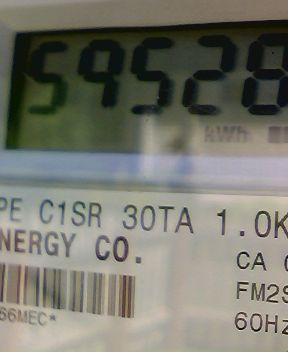 59528
kWh
PE C1SR 30TA 1.0K
NERGY CO.
CA
FM2S
66MEC*
60Hz